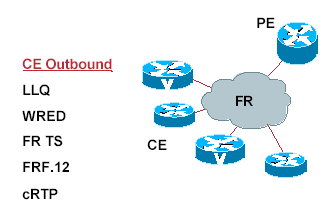 PE
CE Outbound
LLQ
WRED
FR TS
FRF.12
cRTP
CE
FR
V
V